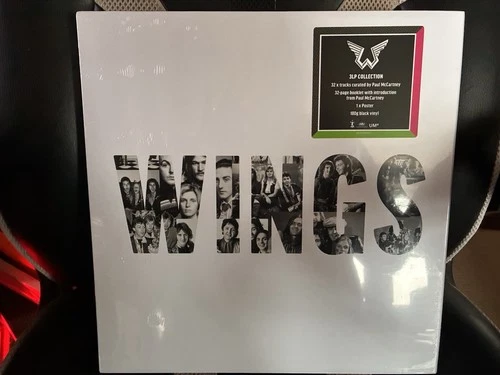 3LP COLLECTION
32 x tracks curated by Paul McCartney
32-page booklet with introduction
from Paul McCartney
1 x Poster
180g black vinyl
WINGS